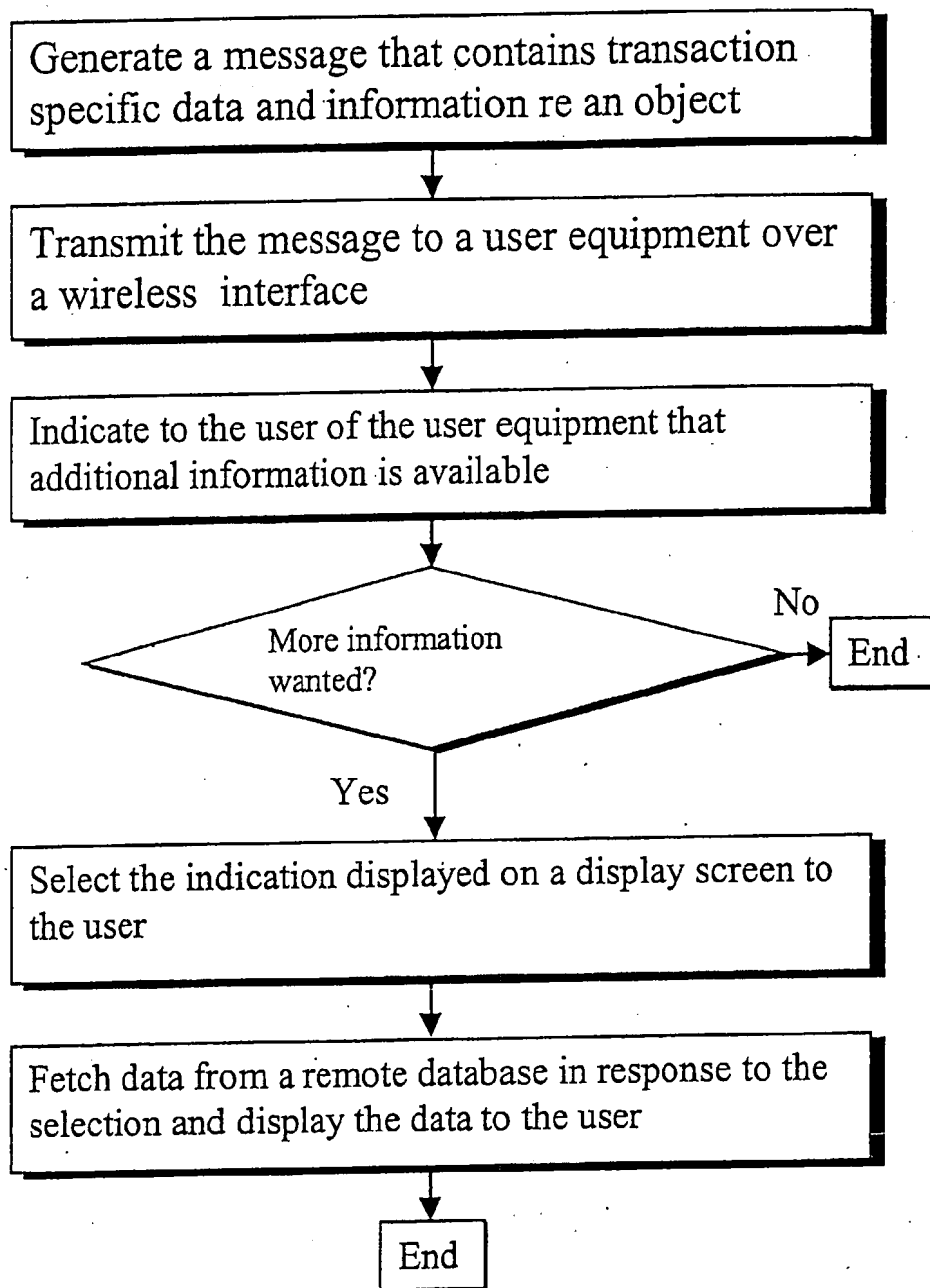 Generate a message that contains transaction
specific data and information re an object
Transmit the message to a user equipment over
a wireless interface
Indicate to the user of the user equipment that
additional information is available
More information
wanted?
No
End
Yes
Select the indication displayed on a display screen to
the user
Fetch data from a remote database in response to the
selection and display the data to the user
End